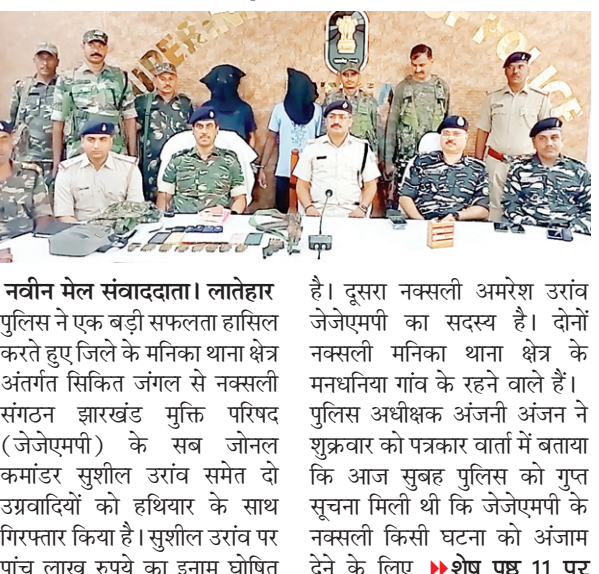 नवीन मेल संवाददाता। लातेहार
पुलिस ने एक बड़ी सफलता हासिल
करते हुए जिले के मनिका थाना क्षेत्र
अंतर्गत सिकित जंगल से नक्सली
संगठन झारखंड मुक्ति परिषद
(जेजेएमपी) के सब जोनल
कमांडर सुशील उरांव समेत दो
उग्रवादियों को हथियार के साथ
गिरफ्तार किया है। सुशील उरांव पर
पांच लाख रुपये का इनाम घोषित
है। दूसरा नक्सली अमरेश उरांव
जेजेएमपी का सदस्य है। दोनों
नक्सली मनिका थाना क्षेत्र के
मनधनिया गांव के रहने वाले हैं।
पुलिस अधीक्षक अंजनी अंजन ने
शुक्रवार को पत्रकार वार्ता में बताया
कि आज सुबह पुलिस को गुप्त
सूचना मिली थी कि जेजेएमपी के
नक्सली किसी घटना को अंजाम
देने के लिए ▶▶शेष पृष्ठ 11 पर